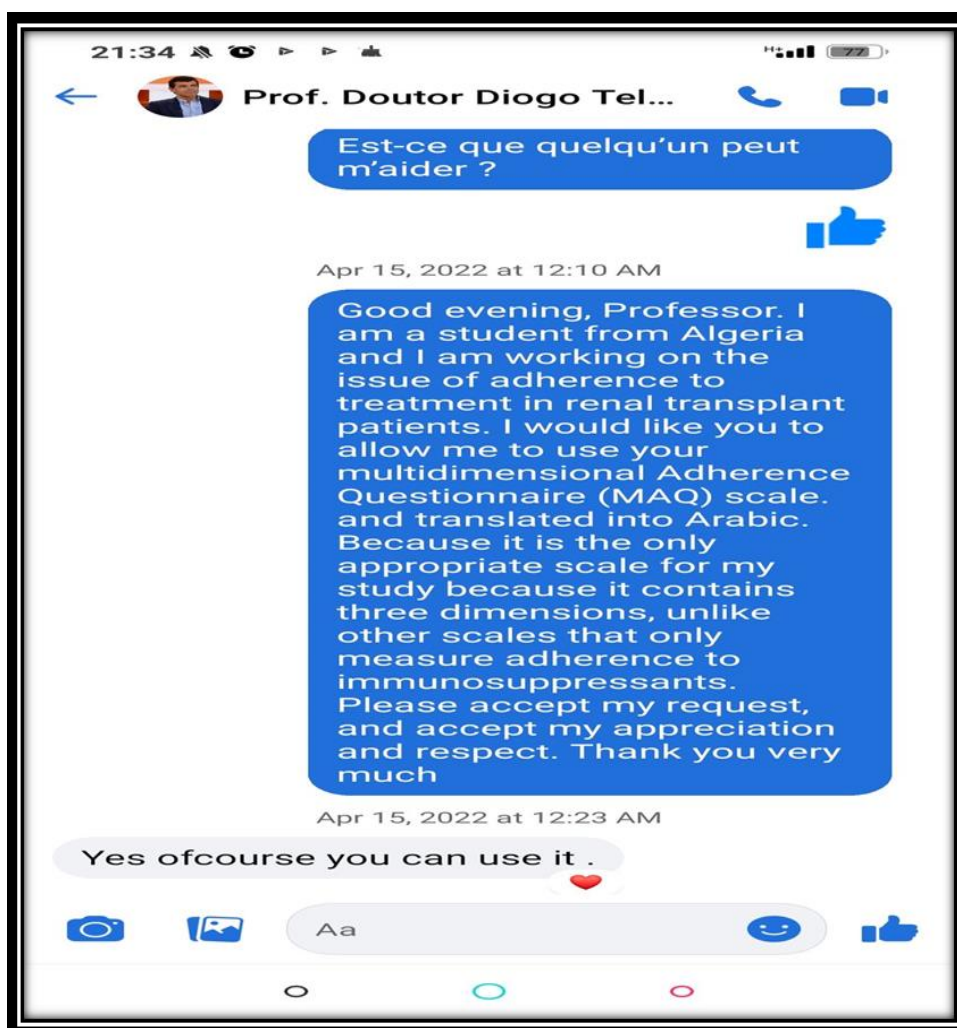 21:34 H+ 77
Prof. Doutor Diogo Tel...
Est-ce que quelqu'un peut
m'aider ?
Apr 15, 2022 at 12:10 AM
Good evening, Professor. I
am a student from Algeria
and I am working on the
issue of adherence to
treatment in renal transplant
patients. I would like you to
allow me to use your
multidimensional Adherence
Questionnaire (MAQ) scale.
and translated into Arabic.
Because it is the only
appropriate scale for my
study because it contains
three dimensions, unlike
other scales that only
measure adherence to
immunosuppressants.
Please accept my request,
and accept my appreciation
and respect. Thank you very
much
Apr 15, 2022 at 12:23 AM
Yes ofcourse you can use it .
Aa